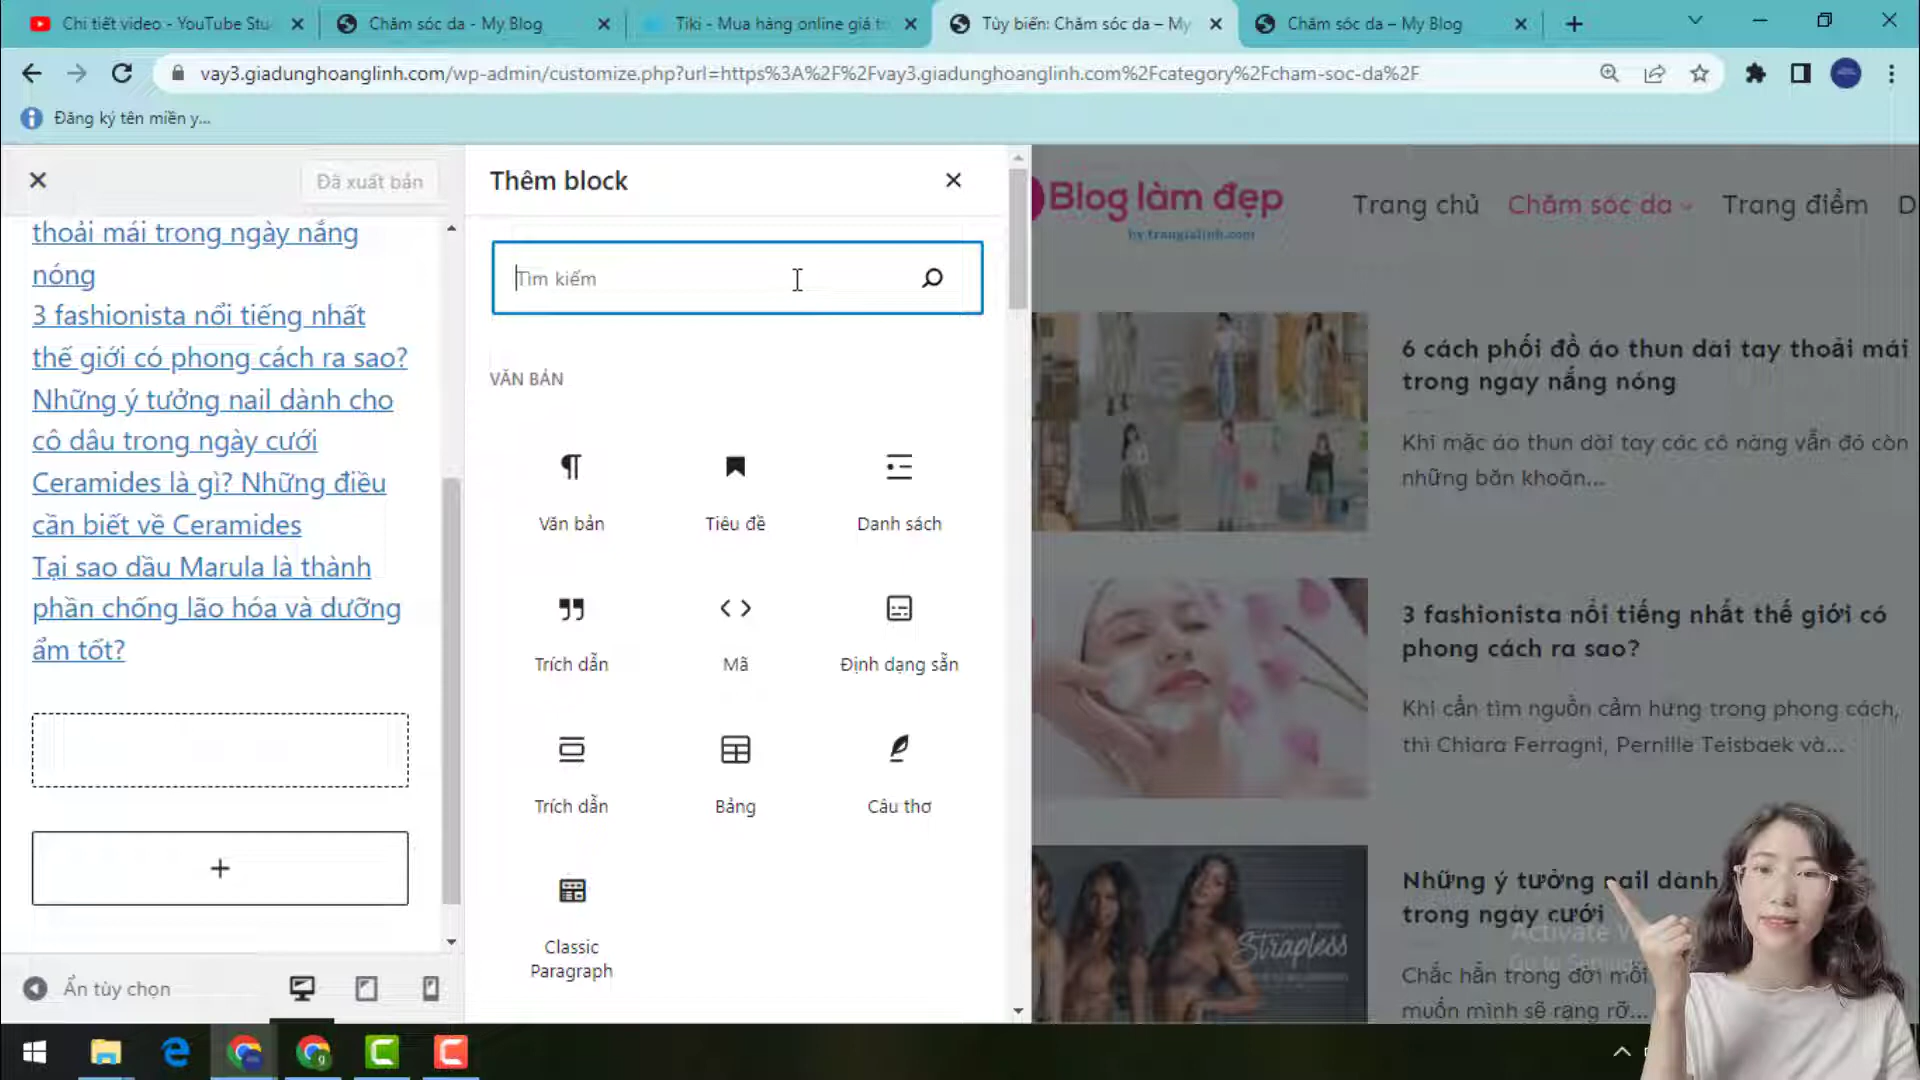 Chi tiết video - YouTube Stu
Chăm sóc da - My Blog
Tiki - Mua hàng online giá t
Tùy biến: Chăm sóc da – My
Chăm sóc da – My Blog
vay3.giadunghoanglinh.com/wp-admin/customize.php?url=https%3A%2F%2Fvay3.giadunghoanglinh.com%2Fcategory%2Fcham-soc-da%2F
Đăng ký tên miền y...
Đã xuất bản
thoải mái trong ngày nắng
nóng
3 fashionista nổi tiếng nhất
thế giới có phong cách ra sao?
Những ý tưởng nail dành cho
cô dâu trong ngày cưới
Ceramides là gì? Những điều
cần biết về Ceramides
Tại sao dầu Marula là thành
phần chống lão hóa và dưỡng
ẩm tốt?
Ẩn tùy chọn
Thêm block
Tìm kiếm
VĂN BẢN
Văn bản
Tiêu đề
Danh sách
Trích dẫn
Mã
Định dạng sẵn
Trích dẫn
Bảng
Câu thơ
Classic
Paragraph
Blog làm đẹp
by trangialinh.com
Trang chủ
Chăm sóc da
Trang điểm
D
6 cách phối đồ áo thun dài tay thoải mái
trong ngày nắng nóng
Khi mặc áo thun dài tay các cô nàng vẫn đó còn
những băn khoăn...
3 fashionista nổi tiếng nhất thế giới có
phong cách ra sao?
Khi cần tìm nguồn cảm hứng trong phong cách,
thì Chiara Ferragni, Pernille Teisbaek và...
Strapless
Những ý tưởng nail dành
trong ngày cưới
Activate
Chắc hẳn trong đời mỗi
muốn mình sẽ rạng rỡ...